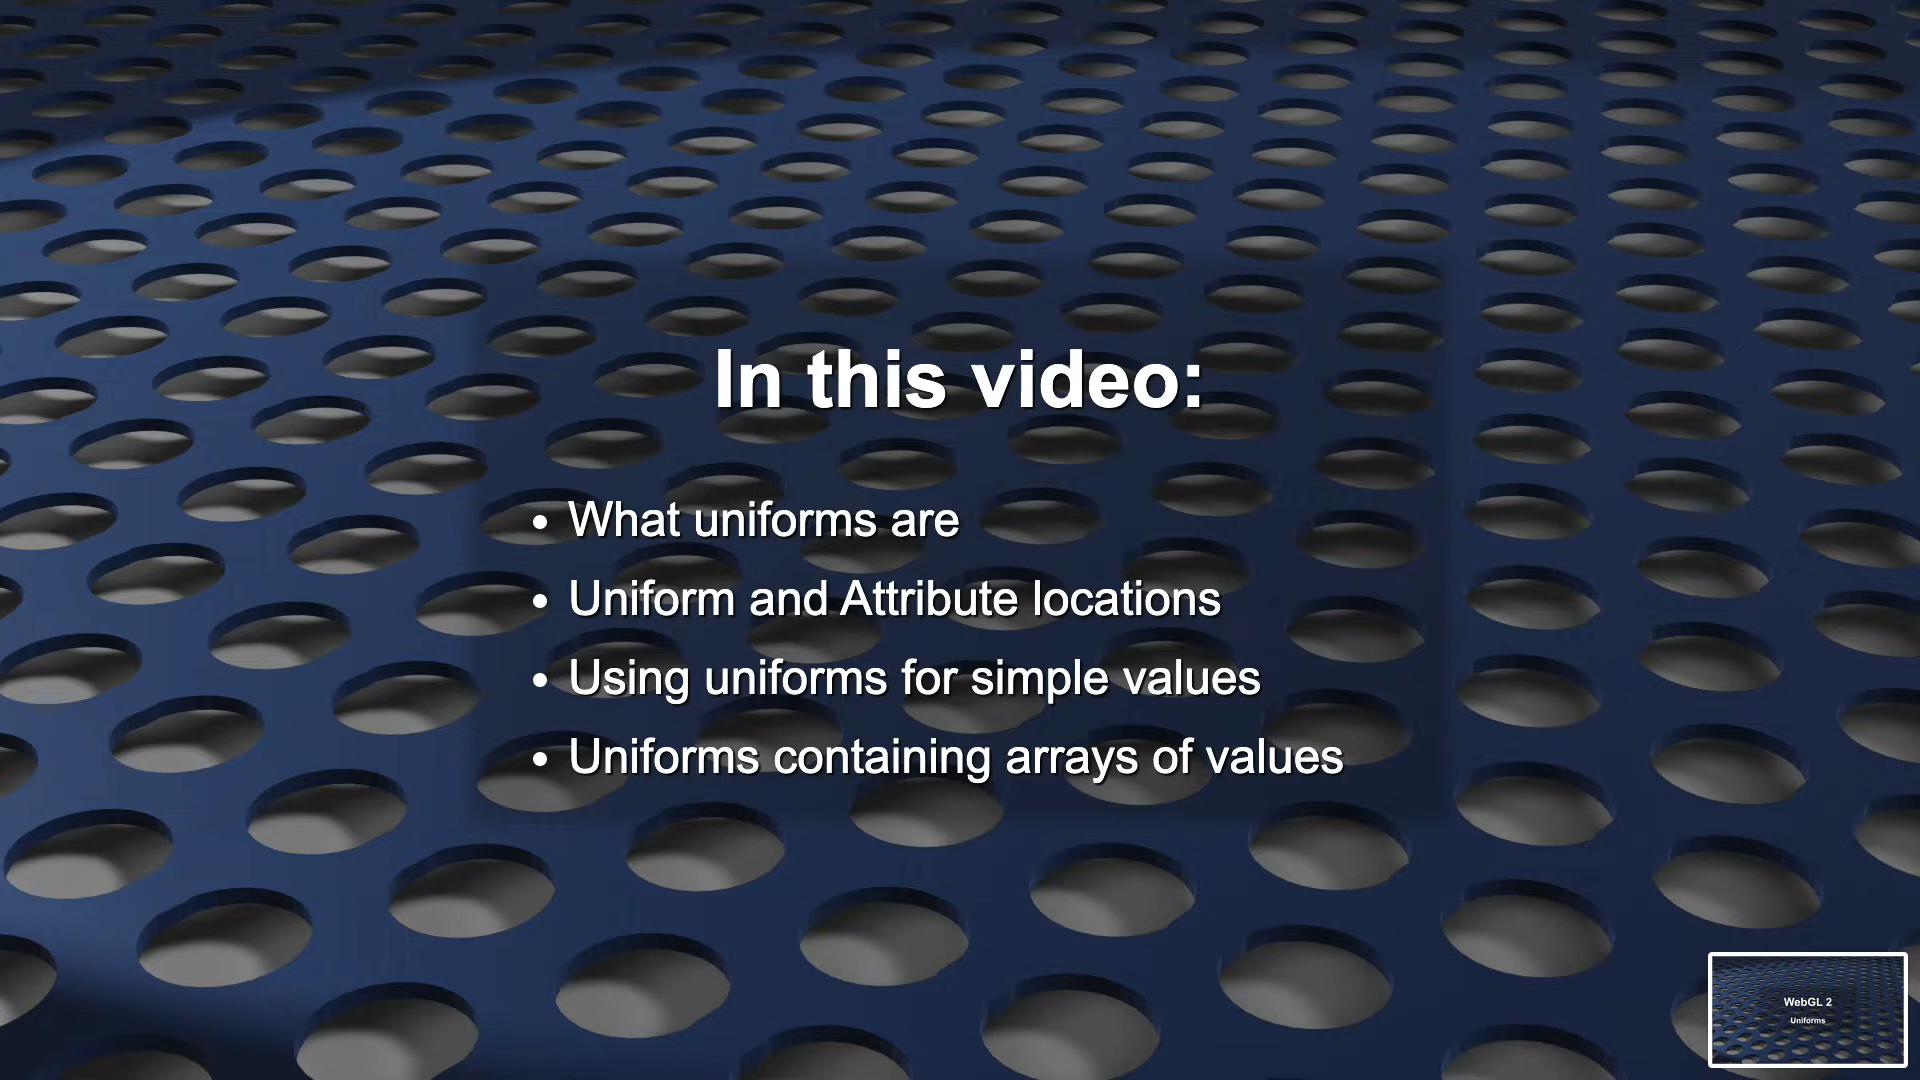 In this video:
• What uniforms are
• Uniform and Attribute locations
• Using uniforms for simple values
• Uniforms containing arrays of values
WebGL 2
Uniforms